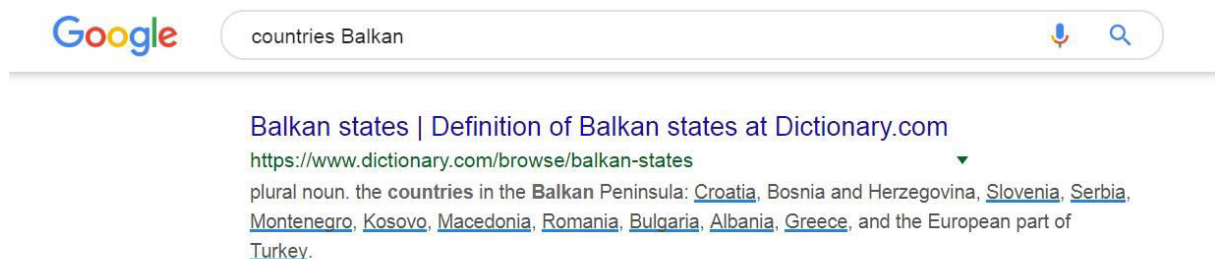 Google
countries Balkan
Balkan states | Definition of Balkan states at Dictionary.com
https://www.dictionary.com/browse/balkan-states
plural noun. the countries in the Balkan Peninsula: Croatia, Bosnia and Herzegovina, Slovenia, Serbia,
Montenegro, Kosovo, Macedonia, Romania, Bulgaria, Albania, Greece, and the European part of
Turkey.